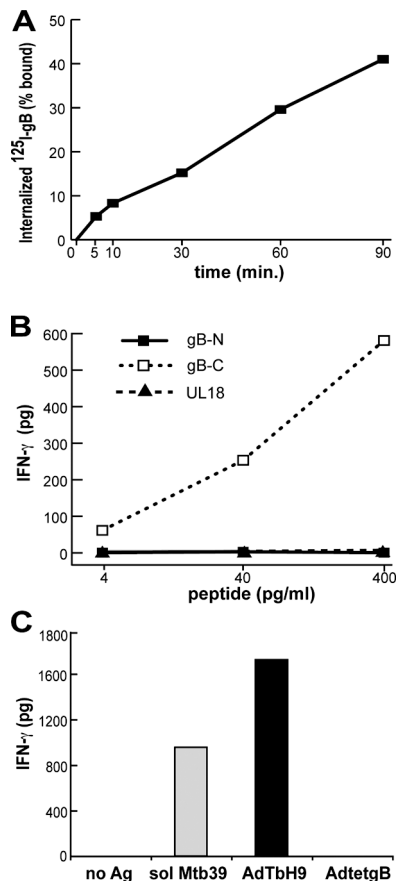 A
Internalized ¹²⁵I-gB (% bound)
50
40
30
20
10
0
0 5 10 30 60 90
time (min.)
B
gB-N
gB-C
UL18
IFN-γ (pg)
600
500
400
300
200
100
0
4 40 400
peptide (pg/ml)
C
IFN-γ (pg)
1800
1600
1200
800
400
0
no Ag sol Mtb39 AdTbH9 AdtetgB